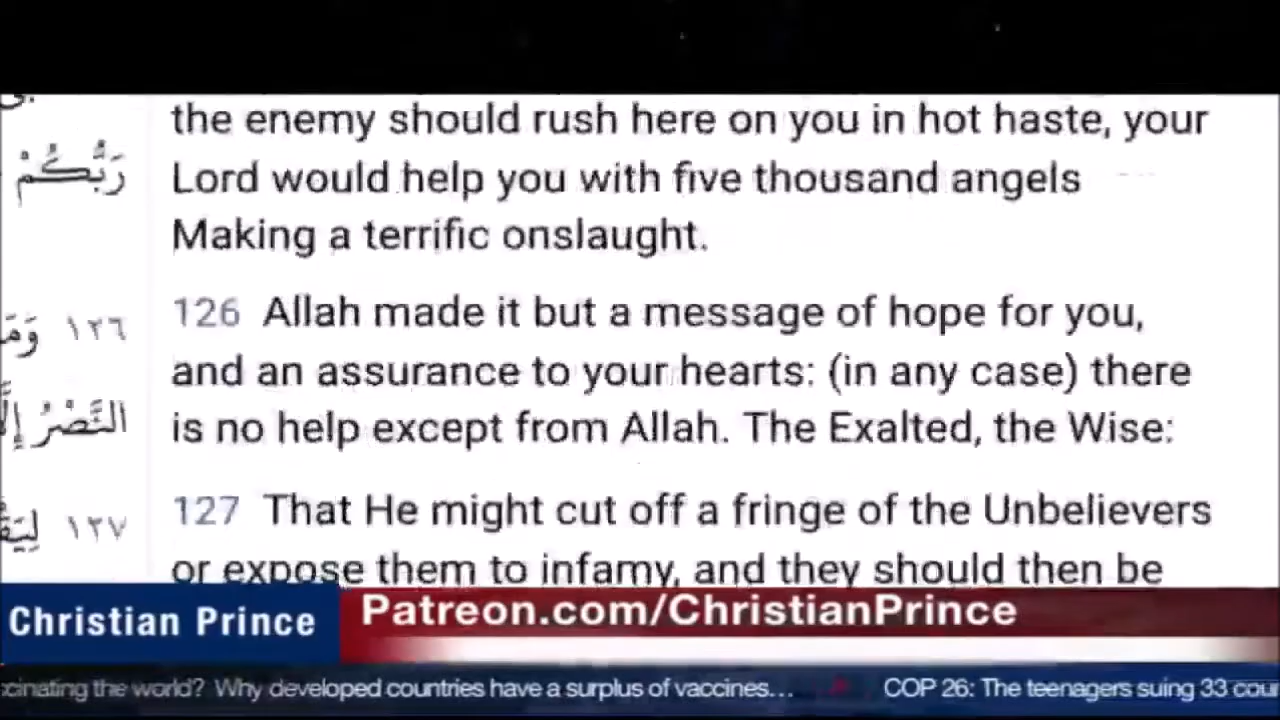 the enemy should rush here on you in hot haste, your
رَبُّكُمْ
Lord would help you with five thousand angels
Making a terrific onslaught.
١٢٦
126 Allah made it but a message of hope for you,
and an assurance to your hearts: (in any case) there
النَّصْرُ
is no help except from Allah. The Exalted, the Wise:
١٢٧
127 That He might cut off a fringe of the Unbelievers
or expose them to infamy, and they should then be
Christian Prince
Patreon.com/ChristianPrince
the world? Why developed countries have a surplus of vaccines... COP 26: The teenagers suing 33